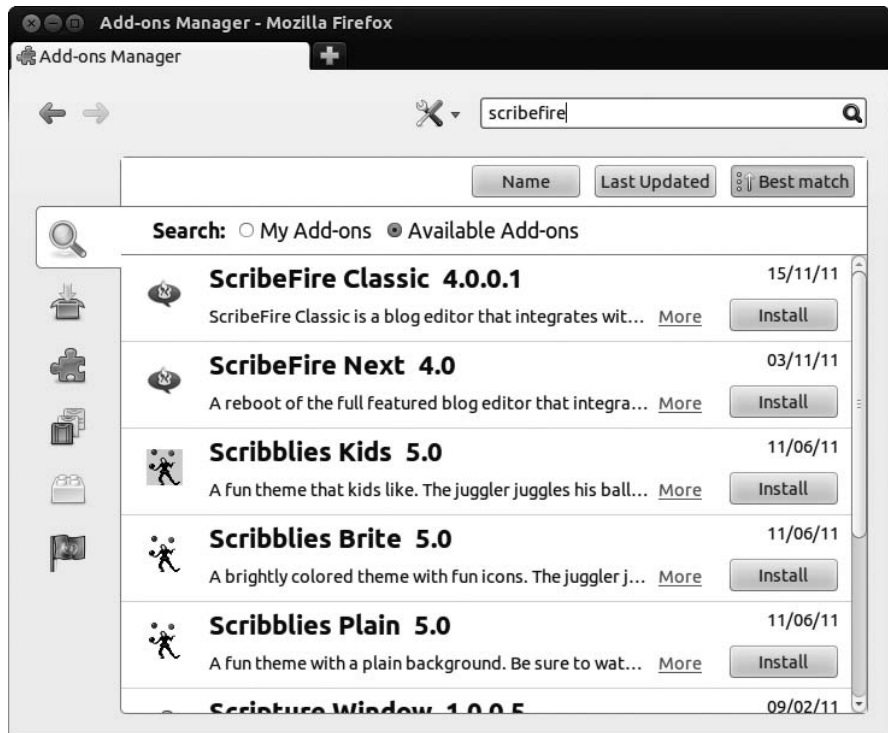 Add-ons Manager - Mozilla Firefox
Add-ons Manager
scribefire
Name Last Updated Best match
Search: My Add-ons Available Add-ons
ScribeFire Classic 4.0.0.1 15/11/11
ScribeFire Classic is a blog editor that integrates wit... More Install
ScribeFire Next 4.0 03/11/11
A reboot of the full featured blog editor that integra... More Install
Scribblies Kids 5.0 11/06/11
A fun theme that kids like. The juggler juggles his ball... More Install
Scribblies Brite 5.0 11/06/11
A brightly colored theme with fun icons. The juggler j... More Install
Scribblies Plain 5.0 11/06/11
A fun theme with a plain background. Be sure to wat... More Install
Scripture Window 1.0.0.5 09/02/11